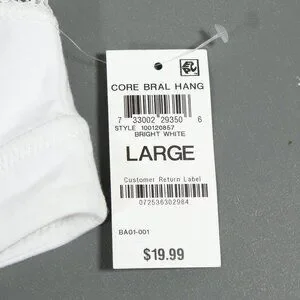 CORE BRAL HANG
7 33002 29350 6
STYLE 100120857
BRIGHT WHITE
LARGE
Customer Return Label
072536302984
BAG1-001
$19.99